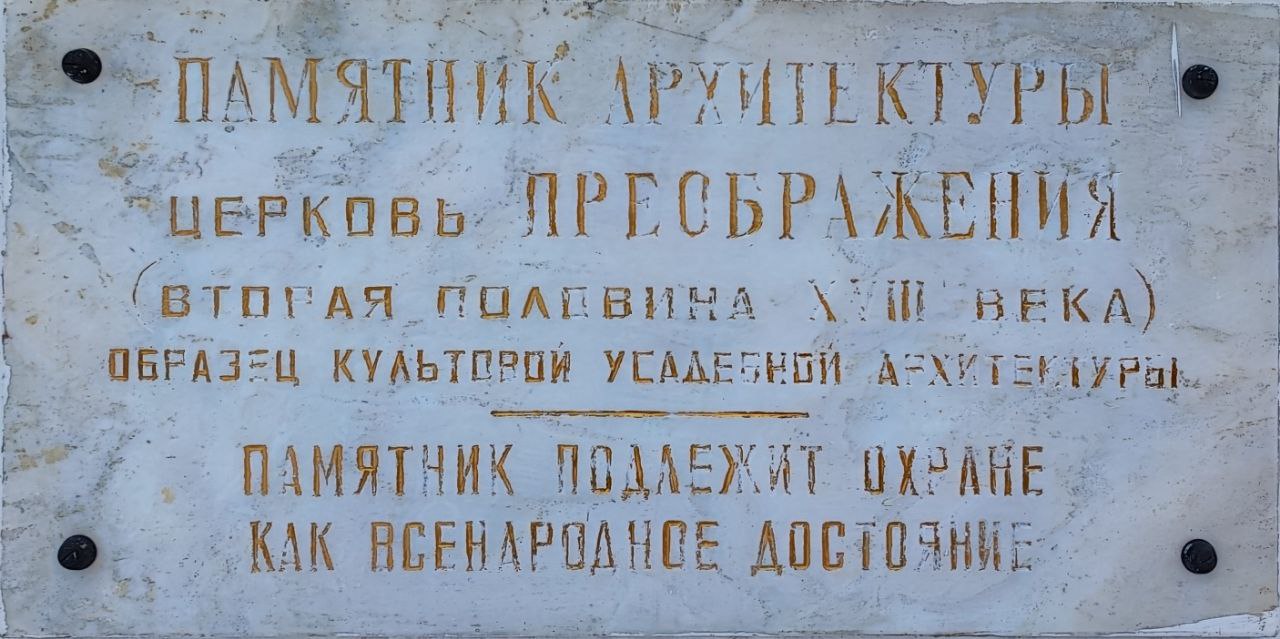 ПАМЯТНИК АРХИТЕКТУРЫ
ЦЕРКОВЬ ПРЕОБРАЖЕНИЯ
(ВТОРАЯ ПОЛОВИНА XVIII ВЕКА)
ОБРАЗЕЦ КУЛЬТОВОЙ УСАДЕБНОЙ АРХИТЕКТУРЫ
ПАМЯТНИК ПОДЛЕЖИТ ОХРАНЕ
КАК ВСЕНАРОДНОЕ ДОСТОЯНИЕ